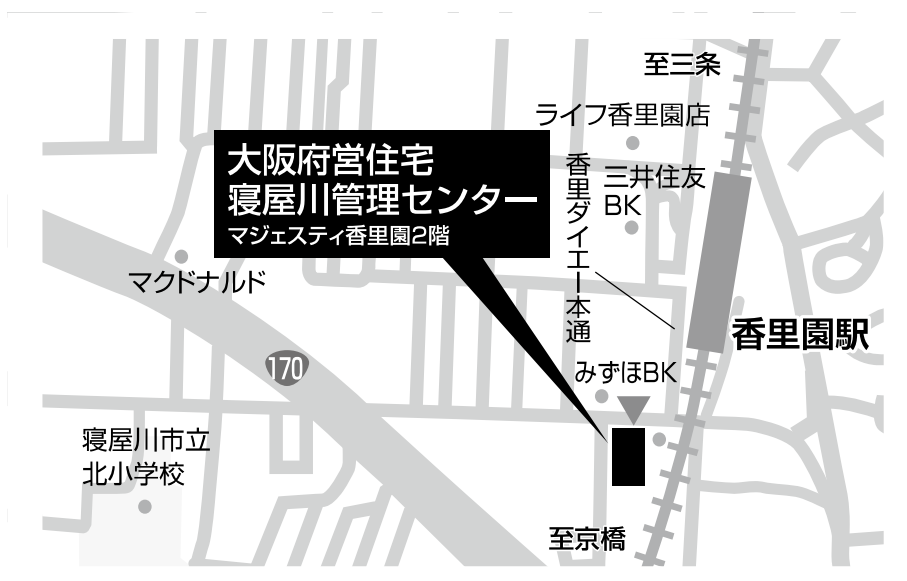 至三条
ライフ香里園店
大阪府営住宅
寝屋川管理センター
マジェスティ香里園2階
香里ダイエー本通
三井住友
BK
マクドナルド
香里園駅
170
みずほBK
寝屋川市立
北小学校
至京橋